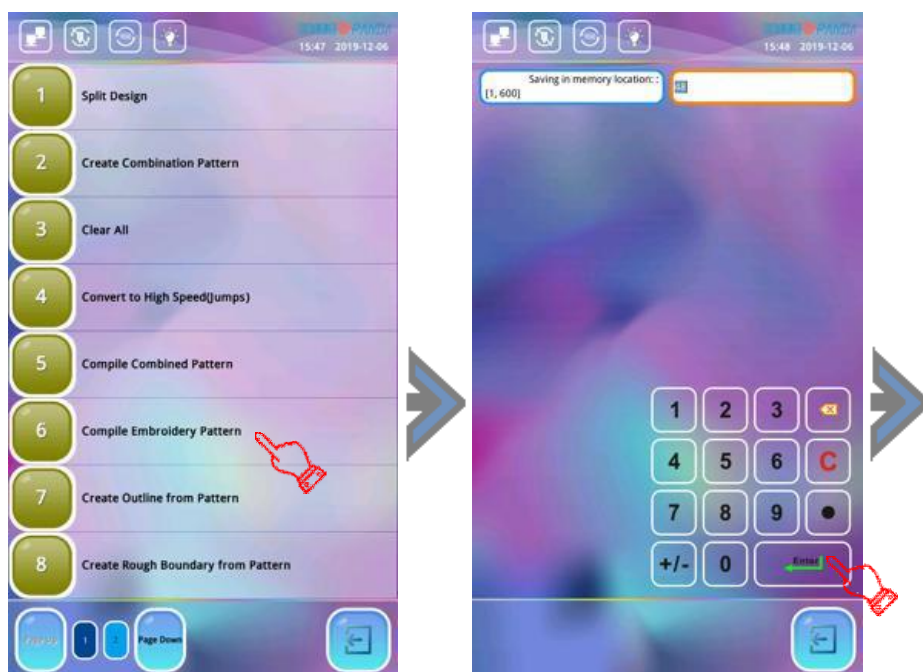 15:47 2019-12-06
1 Split Design
2 Create Combination Pattern
3 Clear All
4 Convert to High Speed(Jumps)
5 Compile Combined Pattern
6 Compile Embroidery Pattern
7 Create Outline from Pattern
8 Create Rough Boundary from Pattern
Page Up 1 2 Page Down
15:48 2019-12-06
Saving in memory location: :
[1, 600]
48
1 2 3
4 5 6 C
7 8 9 ●
+/- 0 Enter